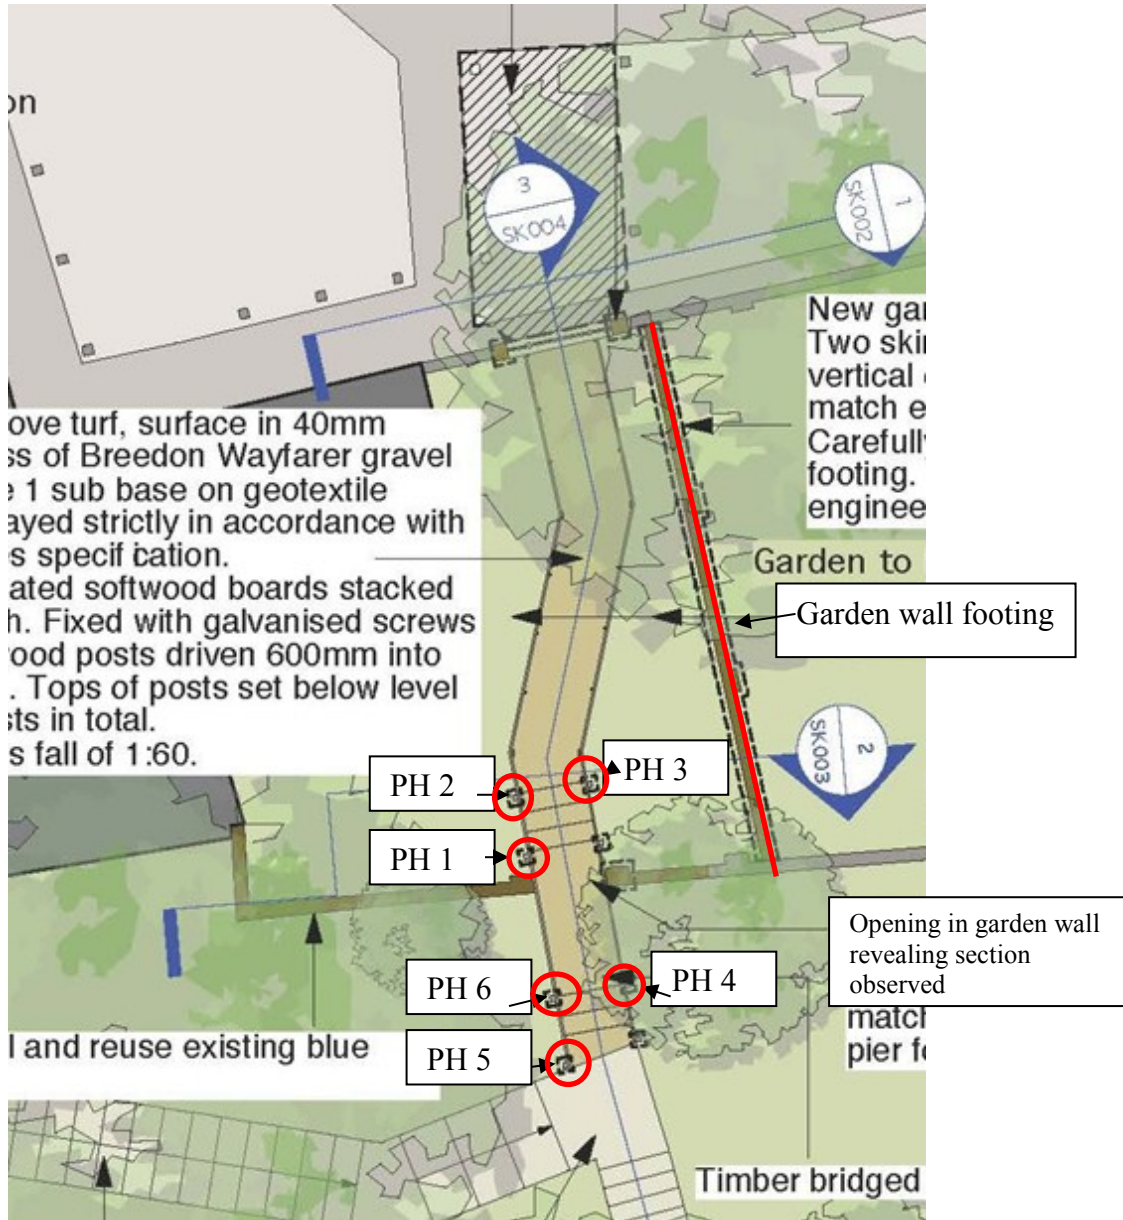 on
3
SK004
1
SK002
New gar
Two skin
vertical
match e
Carefully
footing.
enginee
ove turf, surface in 40mm
ss of Breedon Wayfarer gravel
e 1 sub base on geotextile
ayed strictly in accordance with
s specification.
ated softwood boards stacked
h. Fixed with galvanised screws
ood posts driven 600mm into
. Tops of posts set below level
sts in total.
s fall of 1:60.
Garden to
Garden wall footing
2
SK003
PH 2
PH 3
PH 1
Opening in garden wall
revealing section
observed
PH 6
PH 4
match
pier fo
l and reuse existing blue
PH 5
Timber bridged